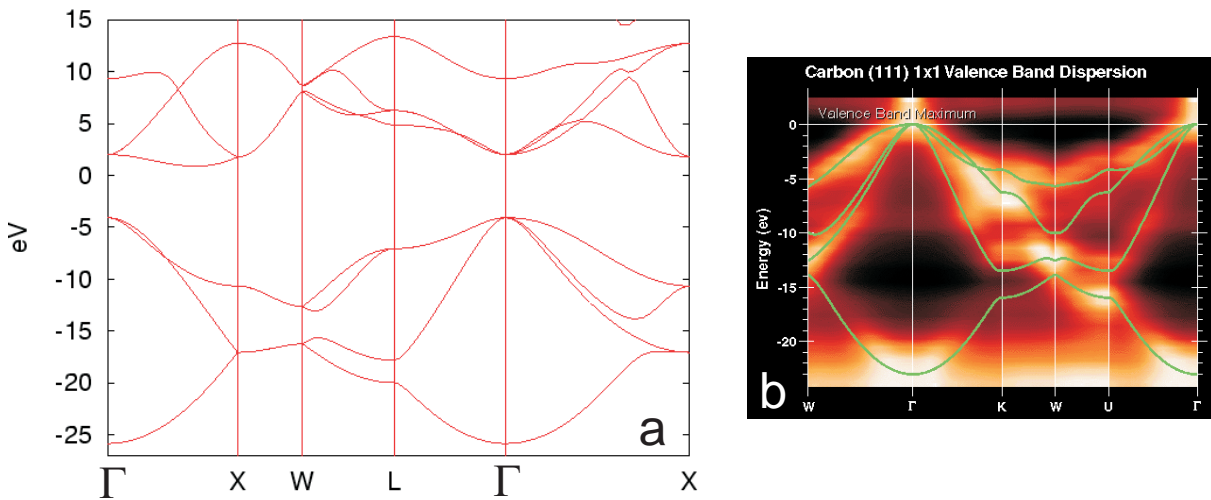 15
10
5
0
-5
-10
-15
-20
-25
eV
Γ X W L Γ X
a
Carbon (111) 1x1 Valence Band Dispersion
Valence Band Maximum
0
-5
-10
-15
-20
Energy (ev)
W Γ K W U Γ
b